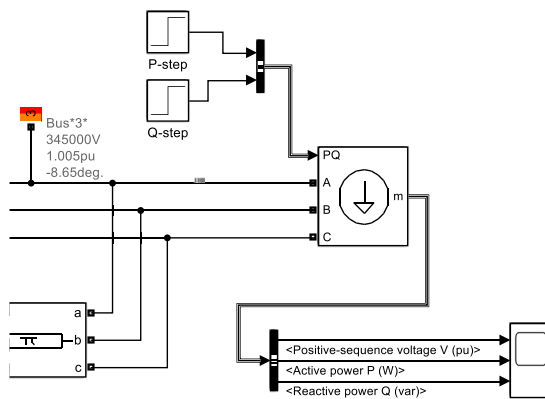 P-step
Q-step
3
Bus*3*
345000V
1.005pu
-8.65deg.
PQ
A
B
C
m
a
b
c
<Positive-sequence voltage V (pu)>
<Active power P (W)>
<Reactive power Q (var)>